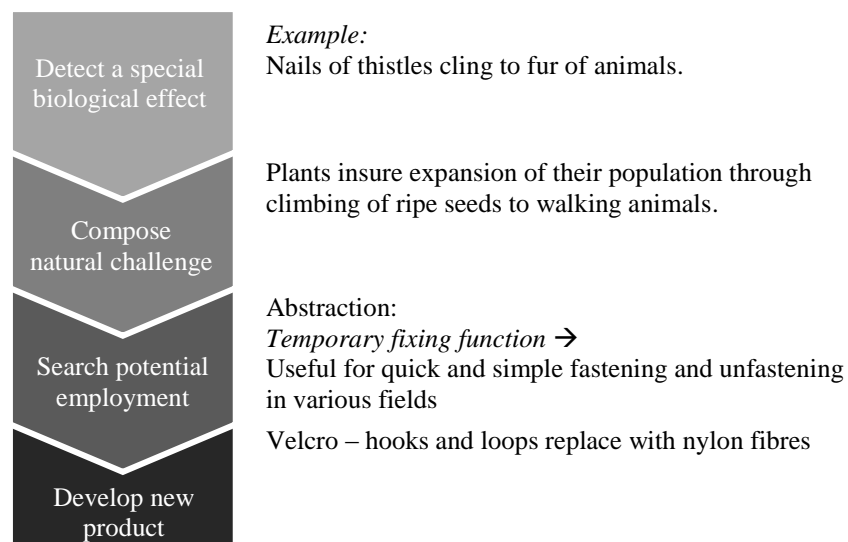 Detect a special
biological effect
Example:
Nails of thistles cling to fur of animals.
Compose
natural challenge
Plants insure expansion of their population through
climbing of ripe seeds to walking animals.
Search potential
employment
Abstraction:
Temporary fixing function →
Useful for quick and simple fastening and unfastening
in various fields
Develop new
product
Velcro – hooks and loops replace with nylon fibres